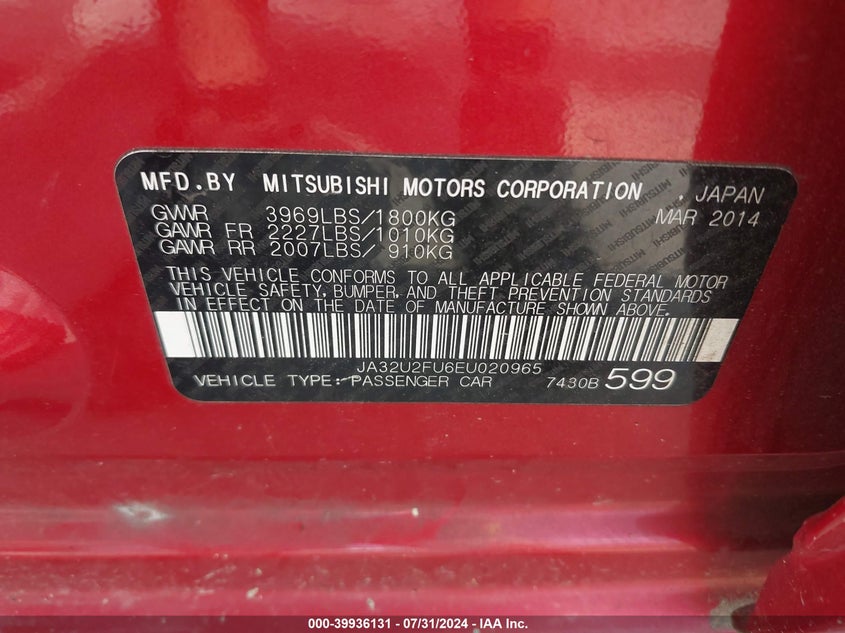 MFD.BY MITSUBISHI MOTORS CORPORATION JAPAN
GVWR 3969LBS/1800KG MAR 2014
GAWR FR 2227LBS/1010KG
GAWR RR 2007LBS/ 910KG
THIS VEHICLE CONFORMS TO ALL APPLICABLE FEDERAL MOTOR
VEHICLE SAFETY, BUMPER, AND THEFT PREVENTION STANDARDS
IN EFFECT ON THE DATE OF MANUFACTURE SHOWN ABOVE.
JA32U2FU6EU020965
VEHICLE TYPE: PASSENGER CAR 7430B 599
000-39936131 - 07/31/2024 - IAA Inc.